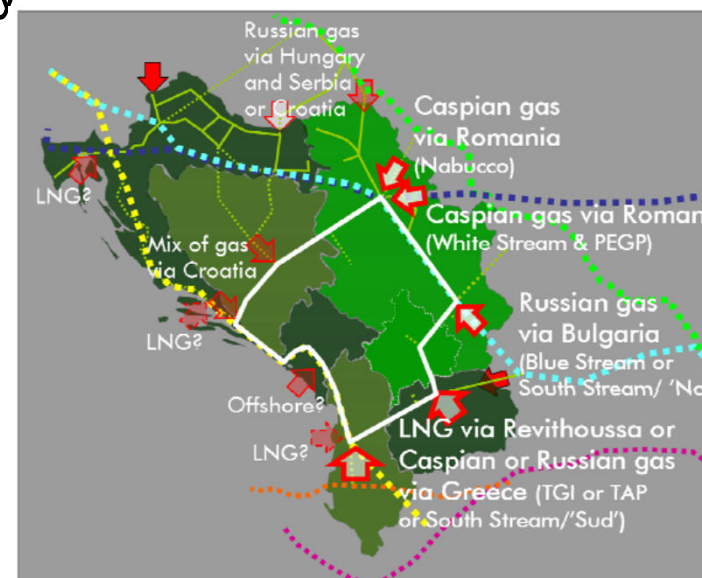 y
Russian gas
via Hungary
and Serbia
or Croatia
Caspian gas
via Romania
(Nabucco)
LNG?
Caspian gas via Roman
(White Stream & PEGP)
Mix of gas
via Croatia
Russian gas
via Bulgaria
(Blue Stream or
South Stream/ 'No
LNG?
Offshore?
LNG?
LNG via Revithoussa or
Caspian or Russian gas
via Greece (TGI or TAP
or South Stream/'Sud')